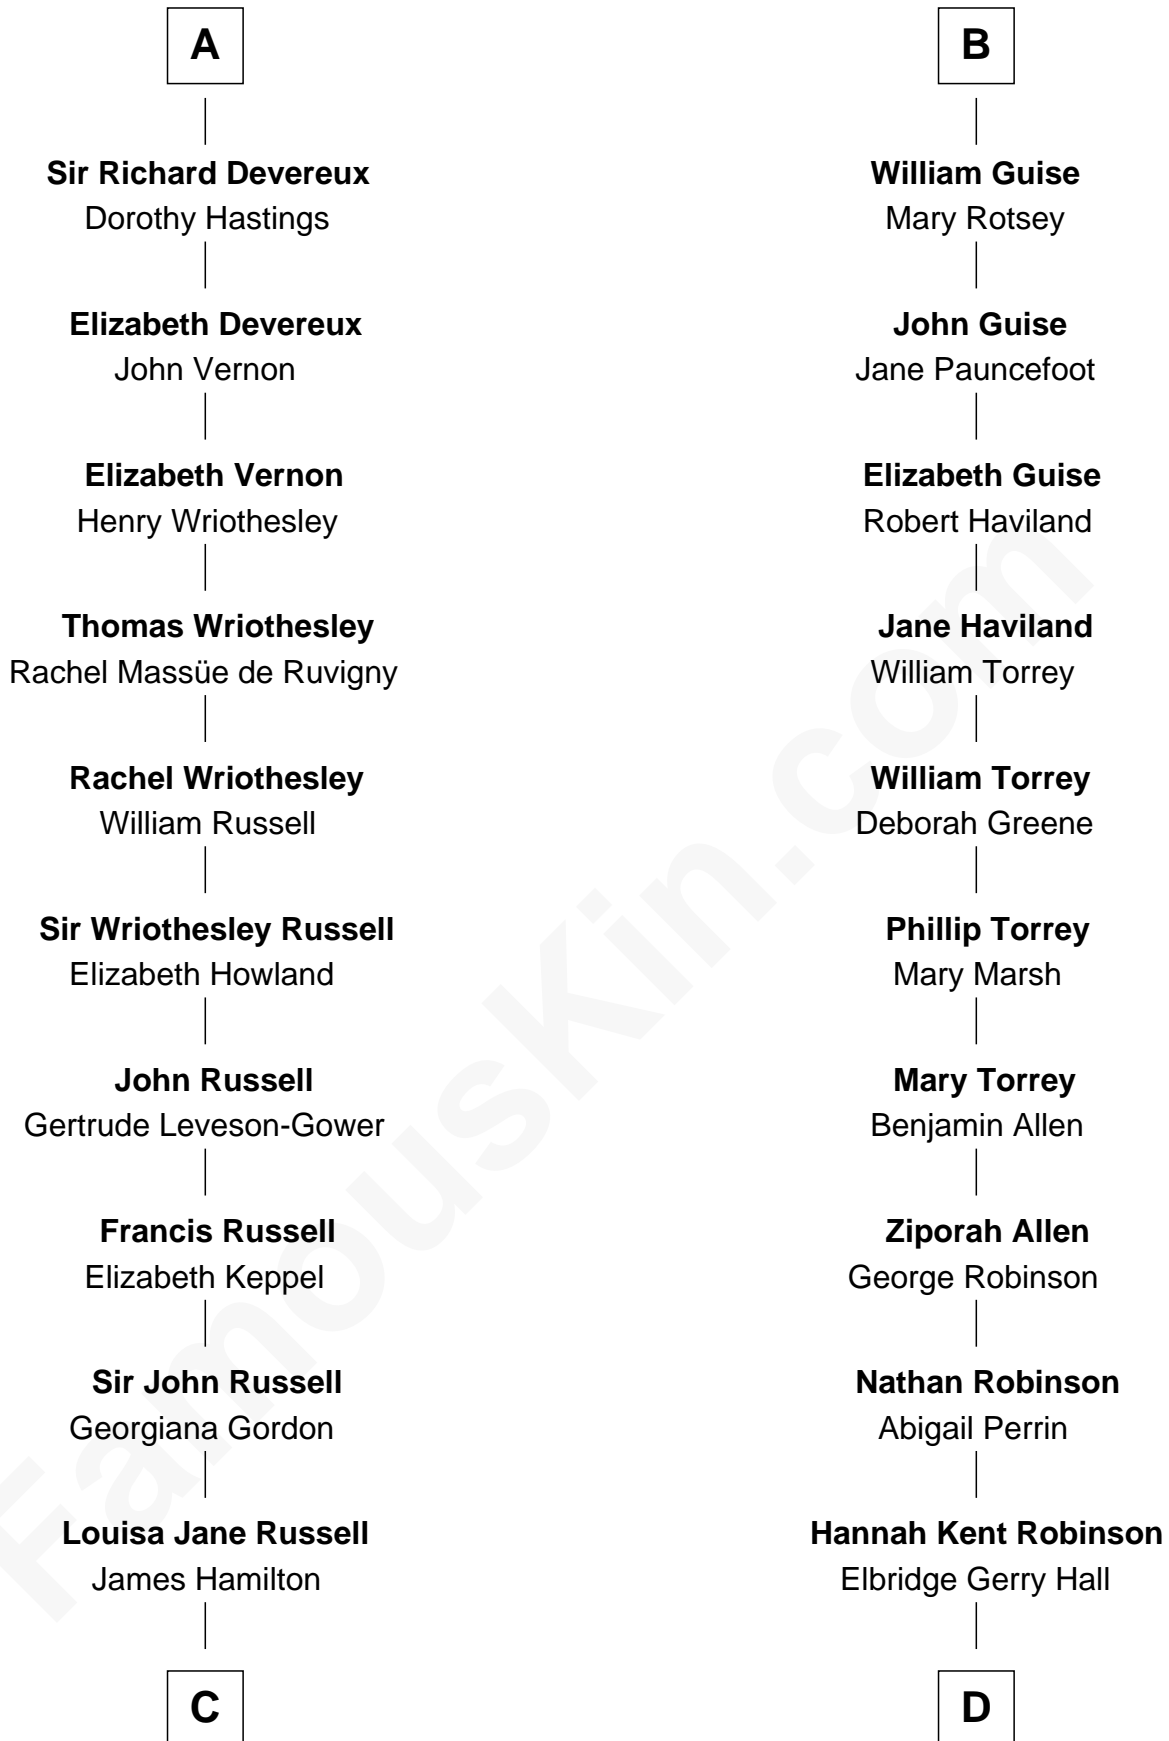 A
Sir Richard Devereux
Dorothy Hastings
Elizabeth Devereux
John Vernon
Elizabeth Vernon
Henry Wriothesley
Thomas Wriothesley
Rachel Massüe de Ruvigny
Rachel Wriothesley
William Russell
Sir Wriothesley Russell
Elizabeth Howland
John Russell
Gertrude Leveson-Gower
Francis Russell
Elizabeth Keppel
Sir John Russell
Georgiana Gordon
Louisa Jane Russell
James Hamilton
C
B
William Guise
Mary Rotsey
John Guise
Jane Pauncefoot
Elizabeth Guise
Robert Haviland
Jane Haviland
William Torrey
William Torrey
Deborah Greene
Phillip Torrey
Mary Marsh
Mary Torrey
Benjamin Allen
Ziporah Allen
George Robinson
Nathan Robinson
Abigail Perrin
Hannah Kent Robinson
Elbridge Gerry Hall
D
FamousKin.com